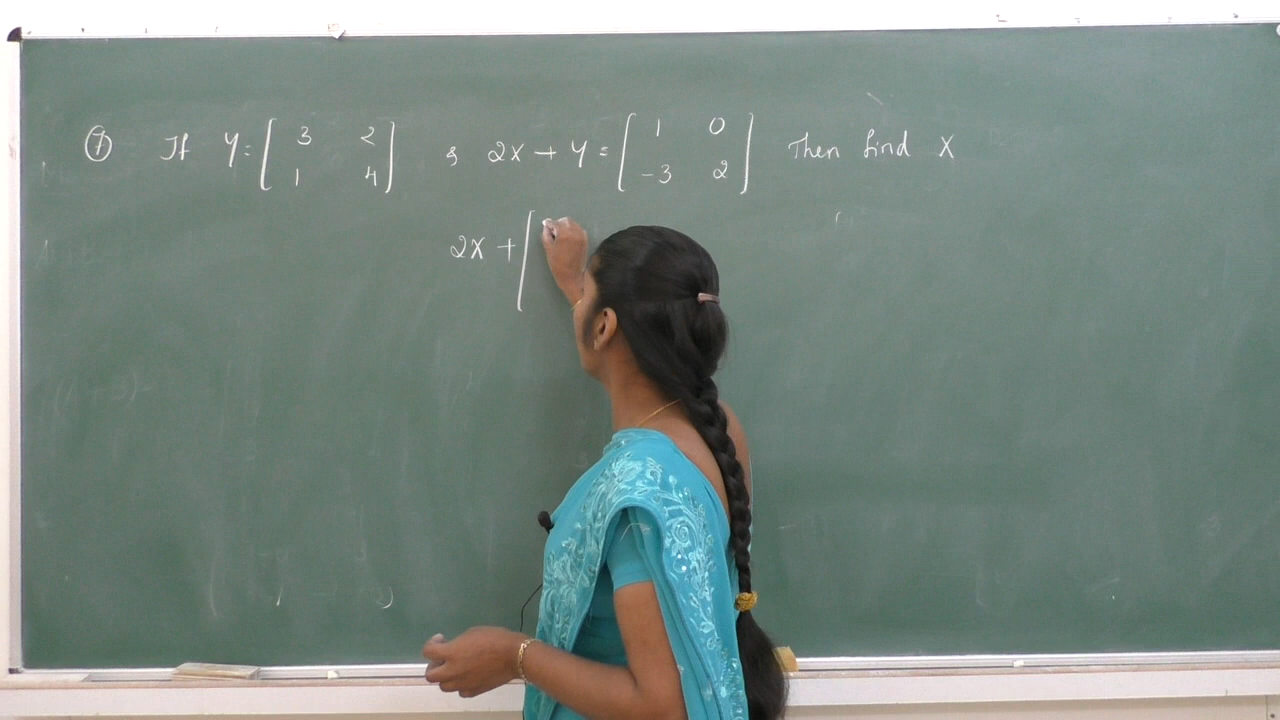 ⑦ If Y = [ 3 2 ; 1 4 ] & 2X + Y = [ 1 0 ; -3 2 ] Then find X
2X + [